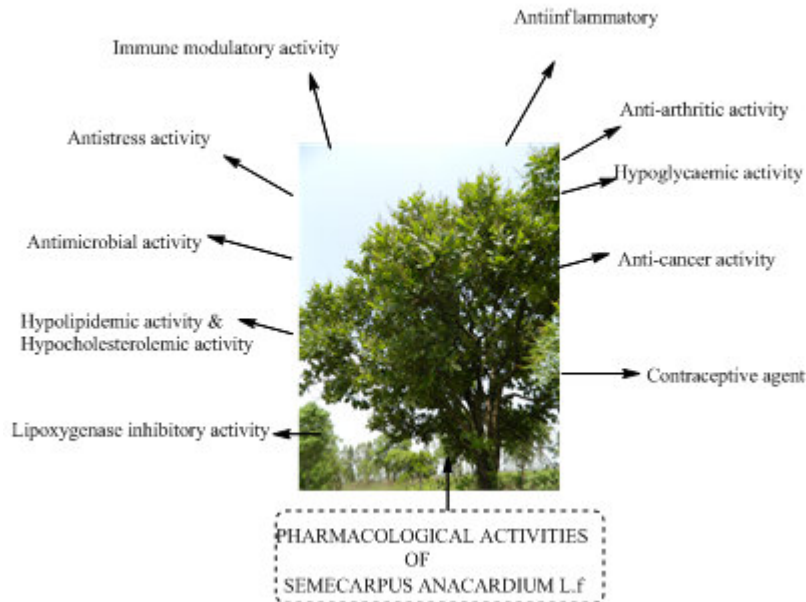 Antiinflammatory
Immune modulatory activity
Anti-arthritic activity
Antistress activity
Hypoglycaemic activity
Antimicrobial activity
Anti-cancer activity
Hypolipidemic activity &
Hypocholesterolemic activity
Contraceptive agent
Lipoxygenase inhibitory activity
PHARMACOLOGICAL ACTIVITIES
OF
SEMECARPUS ANACARDIUM L.f